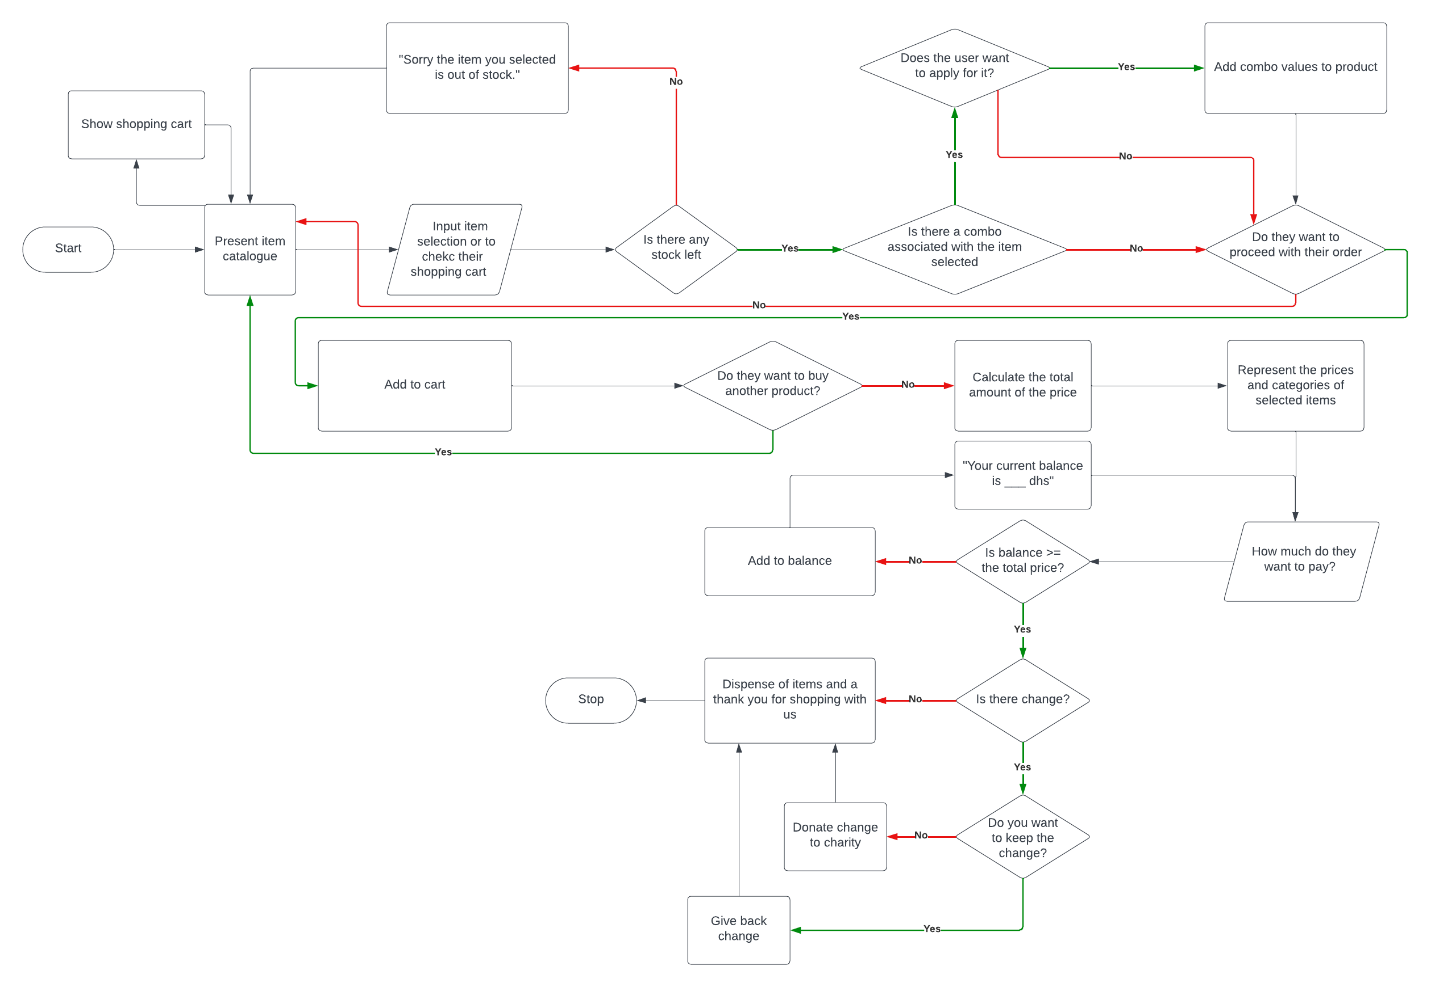 "Sorry the item you selected
is out of stock."
No
Does the user want
to apply for it?
Yes
Add combo values to product
Show shopping cart
Yes
No
Start
Present item
catalogue
Input item
selection or to
chekc their
shopping cart
Is there any
stock left
Yes
Is there a combo
associated with the item
selected
No
Do they want to
proceed with their order
No
Yes
Add to cart
Do they want to buy
another product?
No
Calculate the total
amount of the price
Represent the prices
and categories of
selected items
Yes
"Your current balance
is ___ dhs"
Add to balance
No
Is balance >=
the total price?
How much do they
want to pay?
Yes
Stop
Dispense of items and a
thank you for shopping with
us
No
Is there change?
Yes
Donate change
to charity
No
Do you want
to keep the
change?
Give back
change
Yes